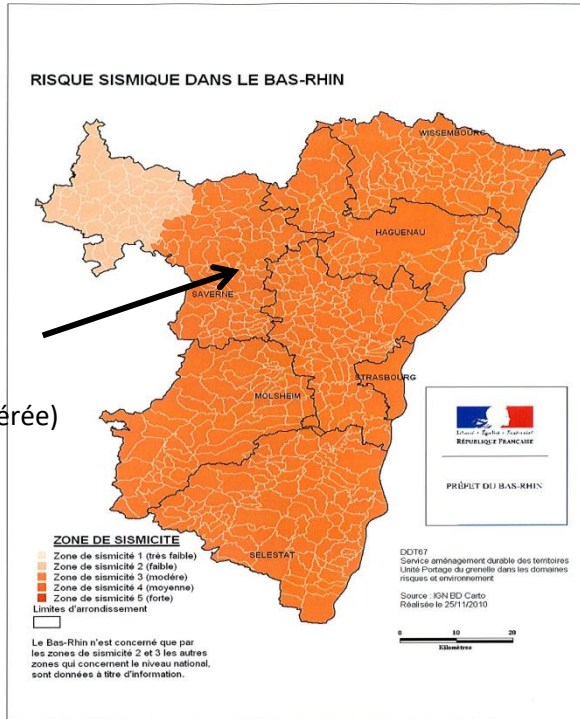 RISQUE SISMIQUE DANS LE BAS-RHIN
WISSEMBOURG
HAGUENAU
SAVERNE
STRASBOURG
MOLSHEIM
SÉLESTAT
érée)
Liberté • Égalité • Fraternité
RÉPUBLIQUE FRANÇAISE
PRÉFET DU BAS-RHIN
ZONE DE SISMICITE
Zone de sismicité 1 (très faible)
Zone de sismicité 2 (faible)
Zone de sismicité 3 (modére)
Zone de sismicité 4 (moyenne)
Zone de sismicité 5 (forte)
Limites d'arrondissement
Le Bas-Rhin n'est concerné que par
les zones de sismicité 2 et 3 les autres
zones qui concernent le niveau national,
sont données à titre d'information.
DDT67
Service aménagement durable des territoires
Unité Portage du grenelle dans les domaines
risques et environnement
Source : IGN BD Carto
Réalisée le 25/11/2010
0 10 20
Kilomètres